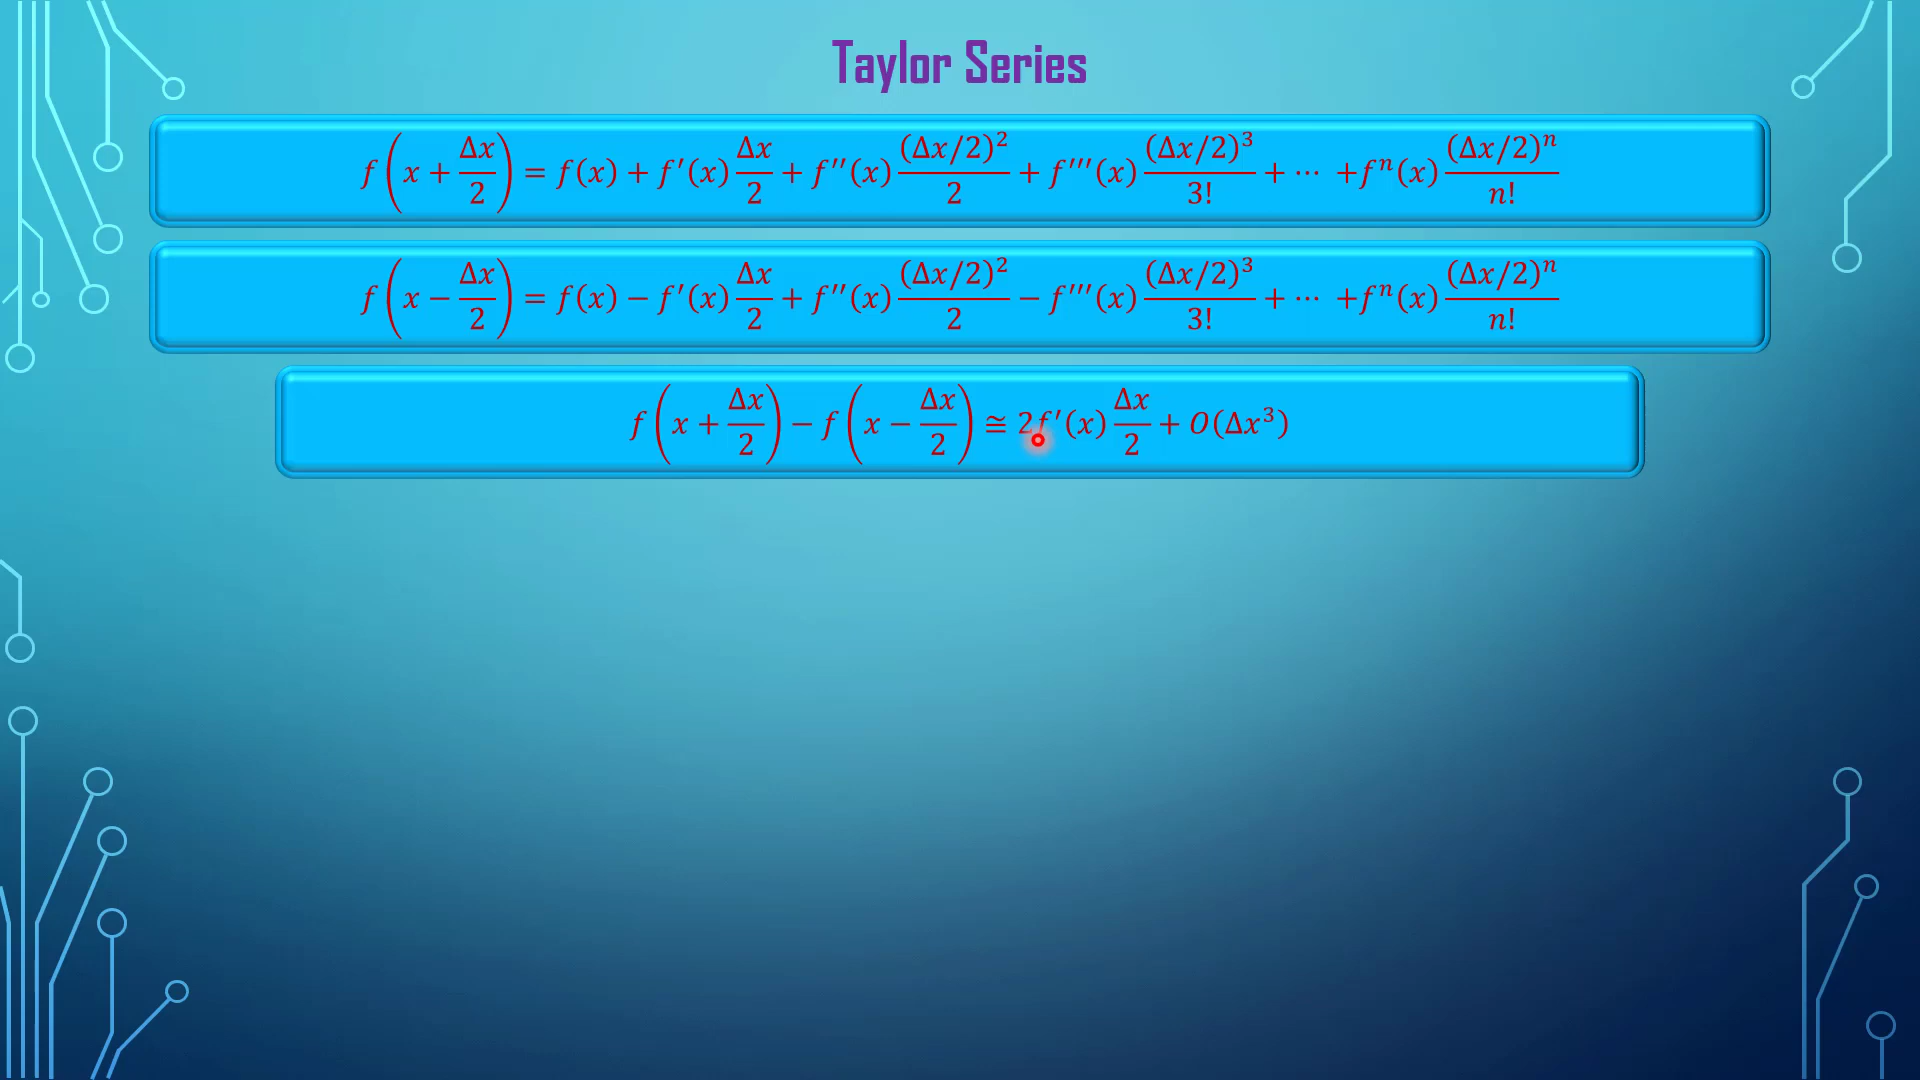 Taylor Series
f(x + Δx/2) = f(x) + f′(x) Δx/2 + f′′(x) (Δx/2)²/2 + f′′′(x) (Δx/2)³/3! + ⋯ +fⁿ(x) (Δx/2)ⁿ/n!
f(x − Δx/2) = f(x) − f′(x) Δx/2 + f′′(x) (Δx/2)²/2 − f′′′(x) (Δx/2)³/3! + ⋯ +fⁿ(x) (Δx/2)ⁿ/n!
f(x + Δx/2) − f(x − Δx/2) ≅ 2f′(x) Δx/2 + O(Δx³)